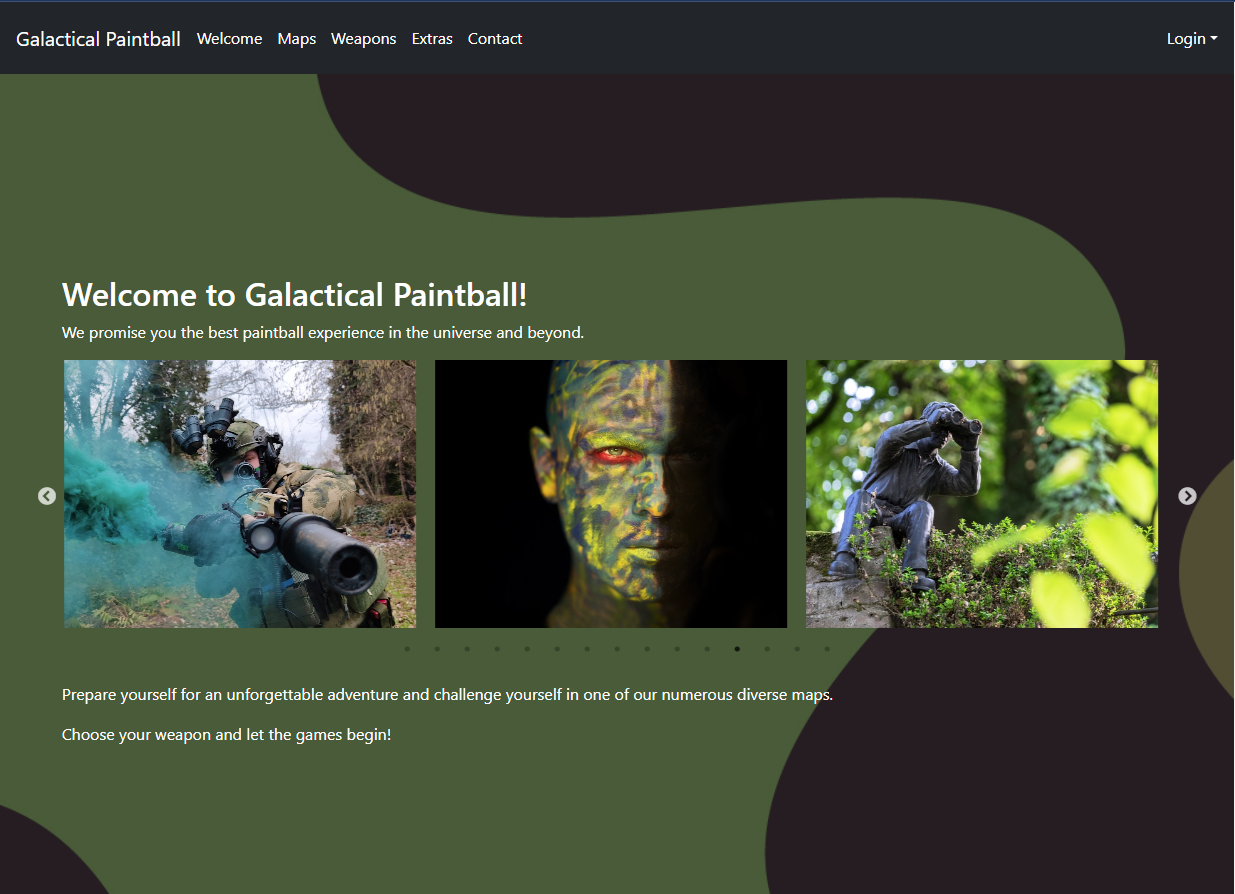 Galactical Paintball Welcome Maps Weapons Extras Contact Login
Welcome to Galactical Paintball!
We promise you the best paintball experience in the universe and beyond.
Prepare yourself for an unforgettable adventure and challenge yourself in one of our numerous diverse maps.
Choose your weapon and let the games begin!